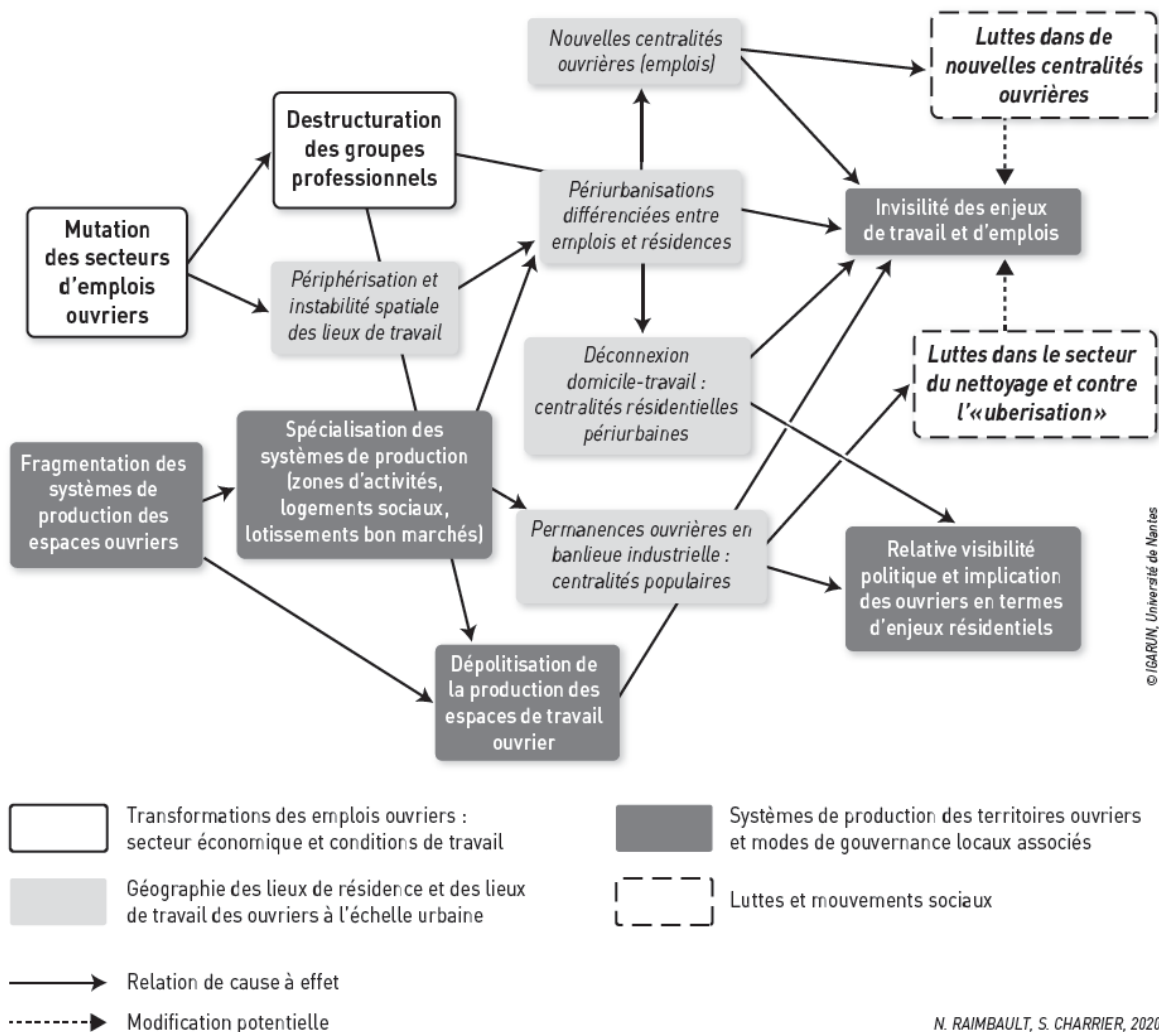 Nouvelles centralités
ouvrières (emplois)
Luttes dans de
nouvelles centralités
ouvrières
Destructuration
des groupes
professionnels
Mutation
des secteurs
d'emplois
ouvriers
Périurbanisations
différenciées entre
emplois et résidences
Invisilité des enjeux
de travail et d'emplois
Périphérisation et
instabilité spatiale
des lieux de travail
Déconnexion
domicile-travail :
centralités résidentielles
périurbaines
Luttes dans le secteur
du nettoyage et contre
l'«uberisation»
Fragmentation des
systèmes de
production des
espaces ouvriers
Spécialisation des
systèmes de production
(zones d'activités,
logements sociaux,
lotissements bon marchés)
Permanences ouvrières en
banlieue industrielle :
centralités populaires
Relative visibilité
politique et implication
des ouvriers en termes
d'enjeux résidentiels
Dépolitisation de
la production des
espaces de travail
ouvrier
© IGARUN, Université de Nantes
Transformations des emplois ouvriers :
secteur économique et conditions de travail
Géographie des lieux de résidence et des lieux
de travail des ouvriers à l'échelle urbaine
Systèmes de production des territoires ouvriers
et modes de gouvernance locaux associés
Luttes et mouvements sociaux
Relation de cause à effet
Modification potentielle
N. RAIMBAULT, S. CHARRIER, 2020